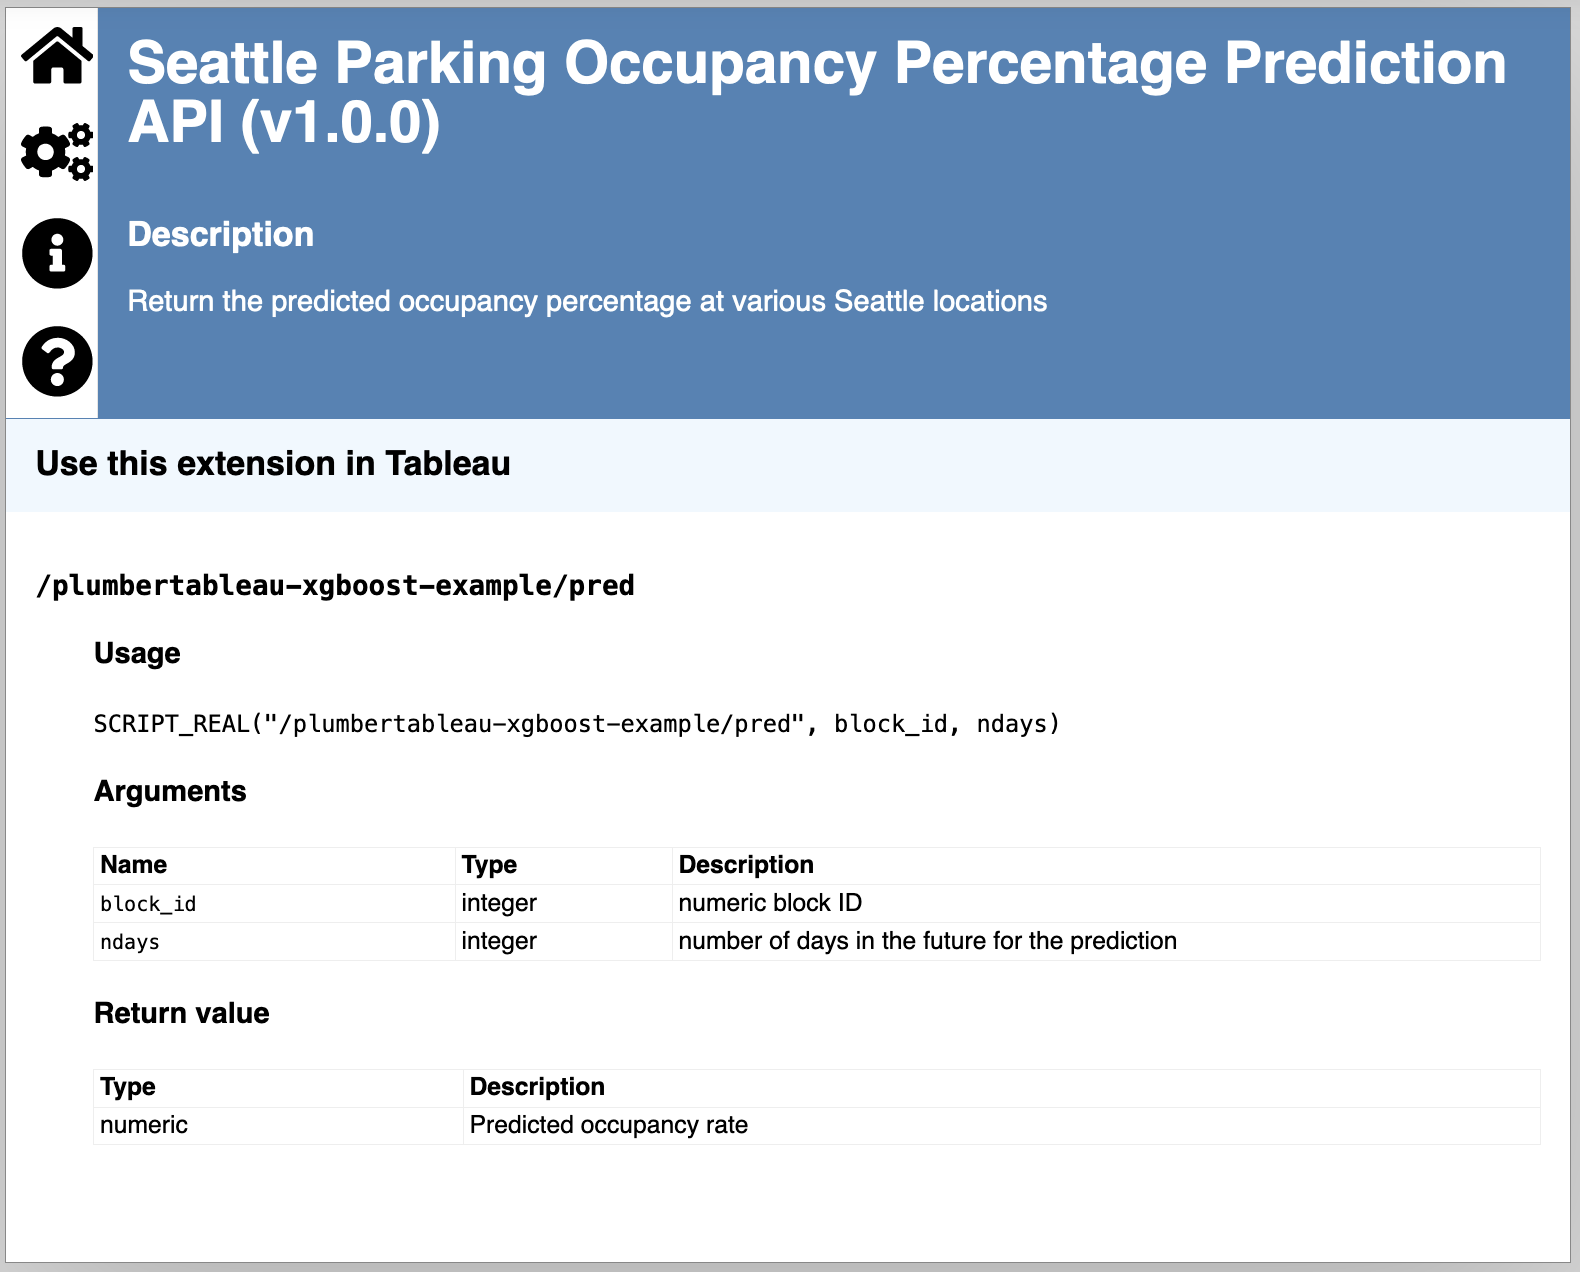 Seattle Parking Occupancy Percentage Prediction
API (v1.0.0)
Description
Return the predicted occupancy percentage at various Seattle locations
Use this extension in Tableau
/plumbertableau-xgboost-example/pred
Usage
SCRIPT_REAL("/plumbertableau-xgboost-example/pred", block_id, ndays)
Arguments
Name Type Description
block_id integer numeric block ID
ndays integer number of days in the future for the prediction
Return value
Type Description
numeric Predicted occupancy rate